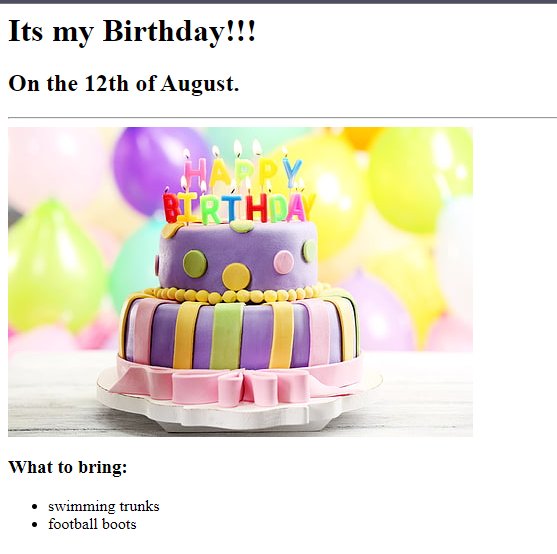 Its my Birthday!!!
On the 12th of August.
HAPPY
BIRTHDAY
What to bring:
swimming trunks
football boots